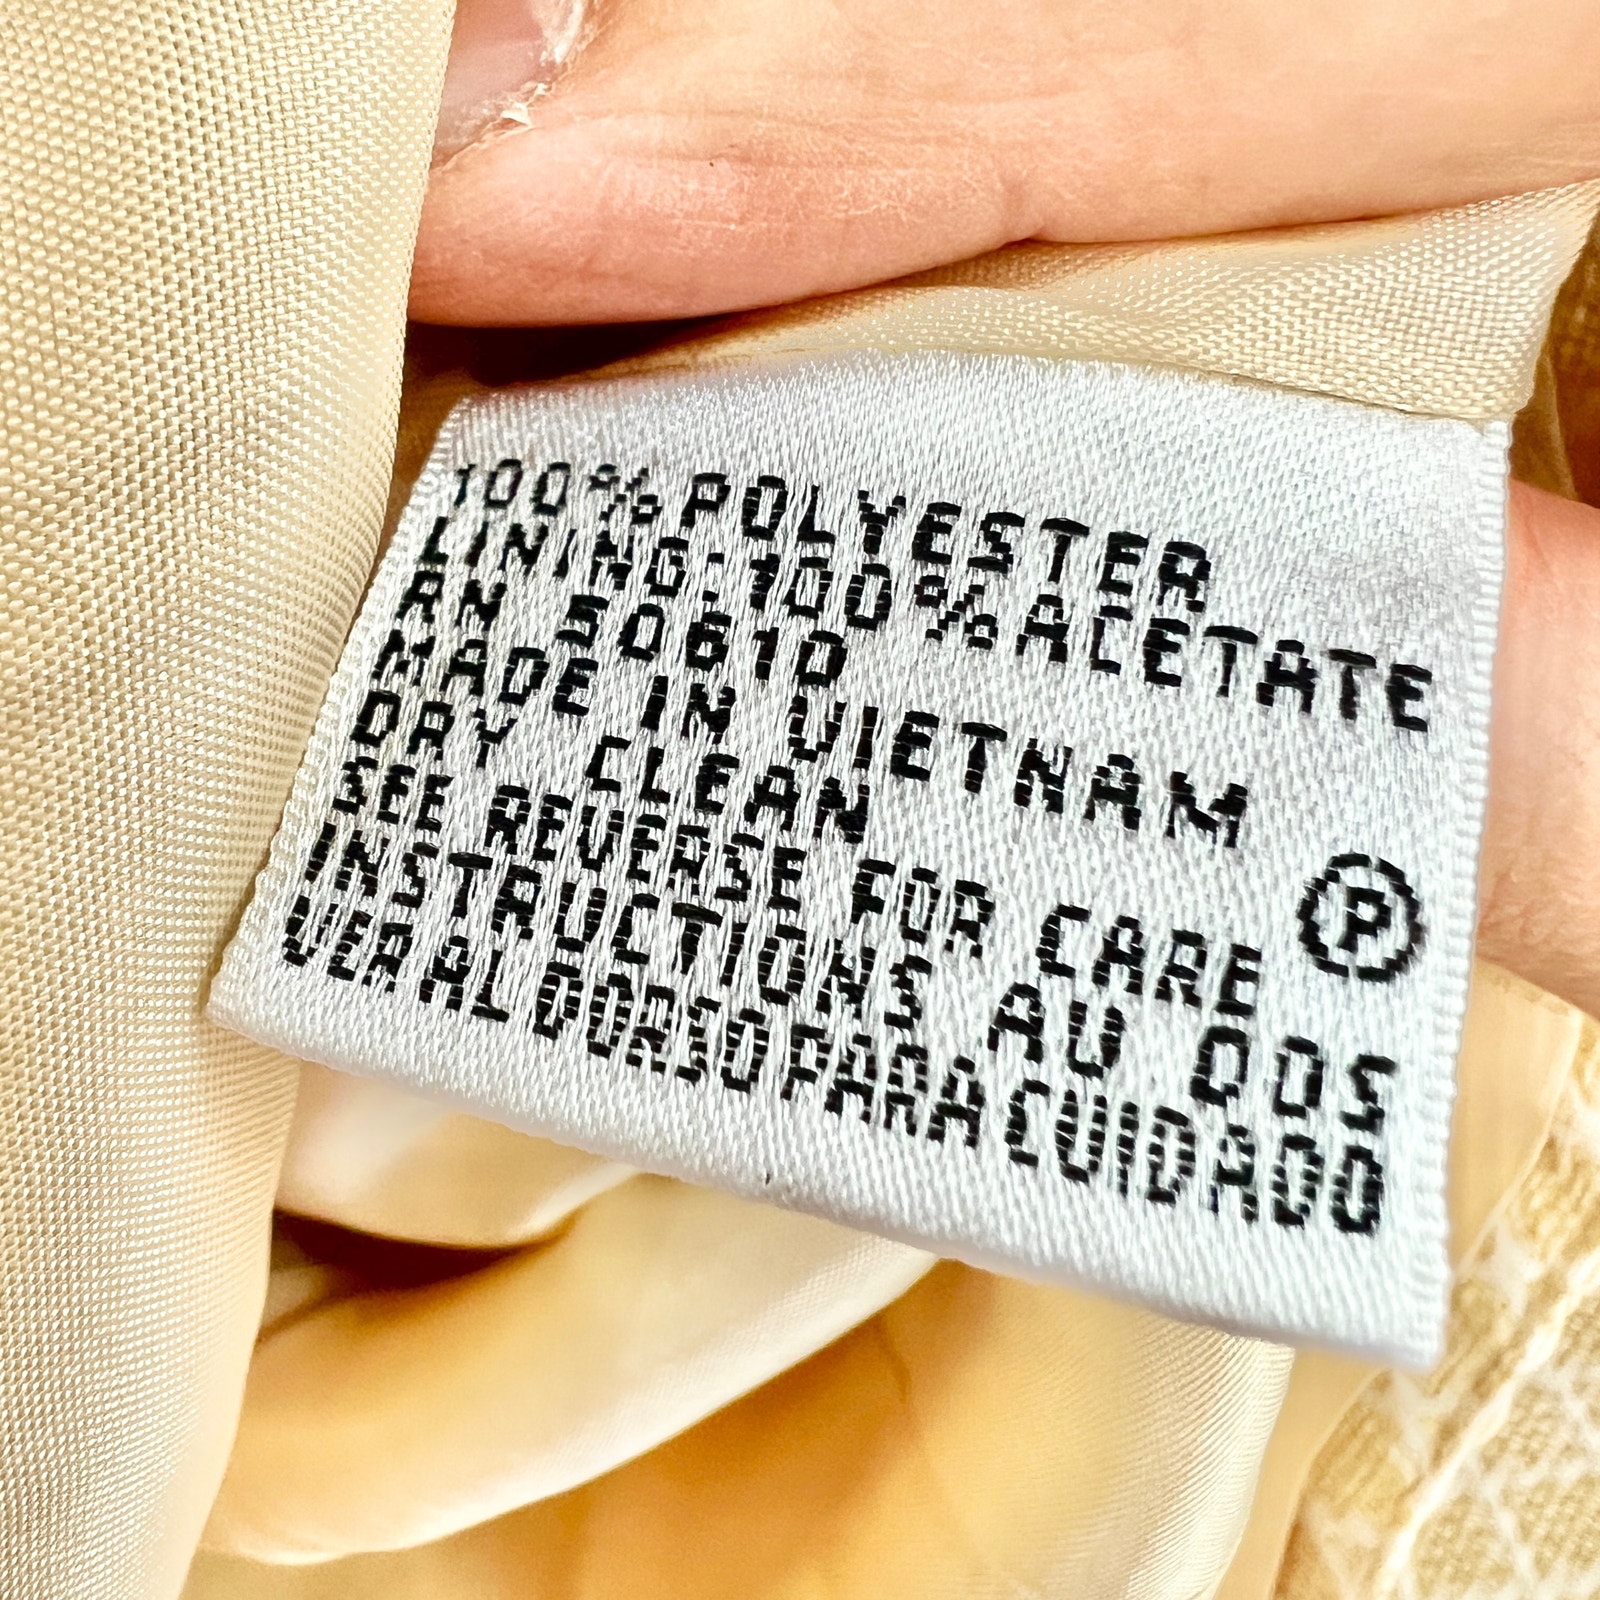 100% POLYESTER
LINING:100%ALETATE
RN 50610
MADE IN VIETNAM
DRY CLEAN
SEE REVERSE FOR CARE Ⓟ
INSTRUCTIONS AU DOS
VER AL DORSO PARA CUIDADO